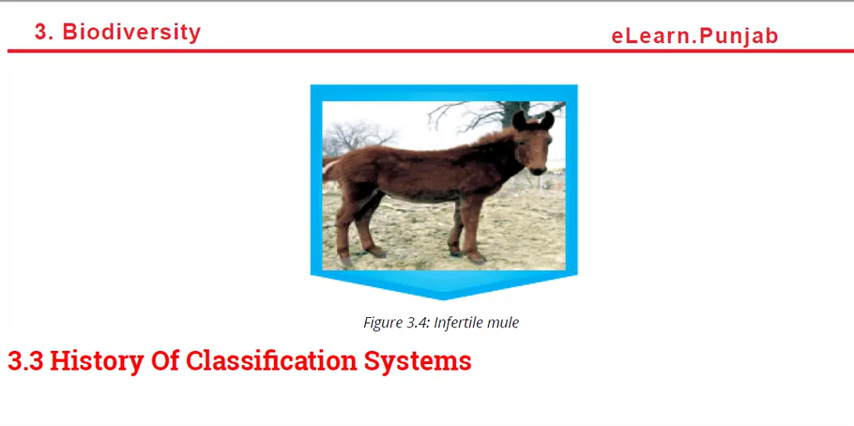 3. Biodiversity
eLearn.Punjab
Figure 3.4: Infertile mule
3.3 History Of Classification Systems